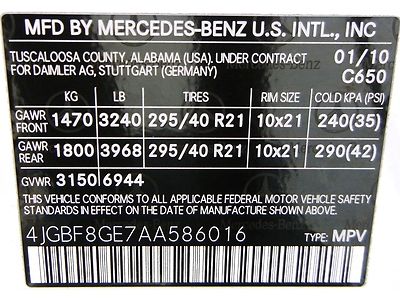 MFG BY MERCEDES-BENZ U.S. INTL., INC
TUSCALOOSA COUNTY, ALABAMA (USA). UNDER CONTRACT 01/10
FOR DAIMLER AG, STUTTGART (GERMANY) C650
KG LB TIRES RIM SIZE COLD KPA (PSI)
GAWR FRONT 1470 3240 295/40 R21 10x21 240(35)
GAWR REAR 1800 3968 295/40 R21 10x21 290(42)
GVWR 3150 6944
THIS VEHICLE CONFORMS TO ALL APPLICABLE FEDERAL MOTOR VEHICLE
SAFETY STANDARDS IN EFFECT ON THE DATE OF MANUFACTURE SHOWN ABOVE.
4JGBF8GE7AA586016 TYPE: MPV